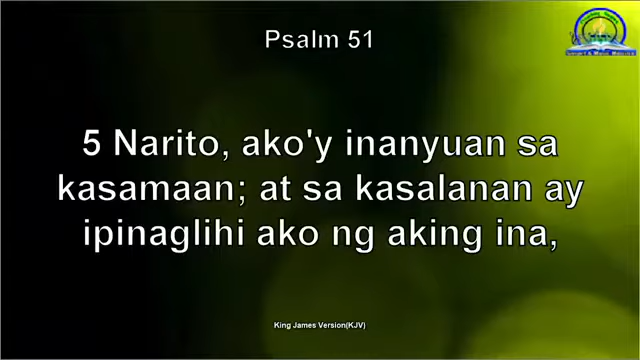 Psalm 51
5 Narito, ako'y inanyuan sa
kasamaan; at sa kasalanan ay
ipinaglihi ako ng aking ina,
King James Version(KJV)